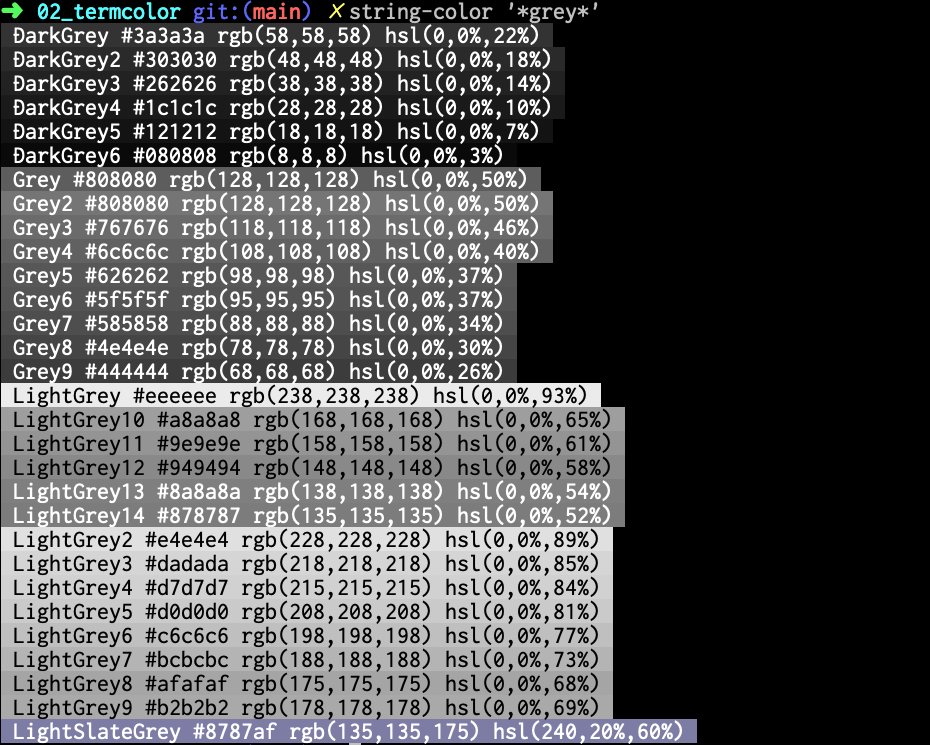 ➜ 02_termcolor git:(main) ✗ string-color '*grey*'
DarkGrey #3a3a3a rgb(58,58,58) hsl(0,0%,22%)
DarkGrey2 #303030 rgb(48,48,48) hsl(0,0%,18%)
DarkGrey3 #262626 rgb(38,38,38) hsl(0,0%,14%)
DarkGrey4 #1c1c1c rgb(28,28,28) hsl(0,0%,10%)
DarkGrey5 #121212 rgb(18,18,18) hsl(0,0%,7%)
DarkGrey6 #080808 rgb(8,8,8) hsl(0,0%,3%)
Grey #808080 rgb(128,128,128) hsl(0,0%,50%)
Grey2 #808080 rgb(128,128,128) hsl(0,0%,50%)
Grey3 #767676 rgb(118,118,118) hsl(0,0%,46%)
Grey4 #6c6c6c rgb(108,108,108) hsl(0,0%,40%)
Grey5 #626262 rgb(98,98,98) hsl(0,0%,37%)
Grey6 #5f5f5f rgb(95,95,95) hsl(0,0%,37%)
Grey7 #585858 rgb(88,88,88) hsl(0,0%,34%)
Grey8 #4e4e4e rgb(78,78,78) hsl(0,0%,30%)
Grey9 #444444 rgb(68,68,68) hsl(0,0%,26%)
LightGrey #eeeeee rgb(238,238,238) hsl(0,0%,93%)
LightGrey10 #a8a8a8 rgb(168,168,168) hsl(0,0%,65%)
LightGrey11 #9e9e9e rgb(158,158,158) hsl(0,0%,61%)
LightGrey12 #949494 rgb(148,148,148) hsl(0,0%,58%)
LightGrey13 #8a8a8a rgb(138,138,138) hsl(0,0%,54%)
LightGrey14 #878787 rgb(135,135,135) hsl(0,0%,52%)
LightGrey2 #e4e4e4 rgb(228,228,228) hsl(0,0%,89%)
LightGrey3 #dadada rgb(218,218,218) hsl(0,0%,85%)
LightGrey4 #d7d7d7 rgb(215,215,215) hsl(0,0%,84%)
LightGrey5 #d0d0d0 rgb(208,208,208) hsl(0,0%,81%)
LightGrey6 #c6c6c6 rgb(198,198,198) hsl(0,0%,77%)
LightGrey7 #bcbcbc rgb(188,188,188) hsl(0,0%,73%)
LightGrey8 #afafaf rgb(175,175,175) hsl(0,0%,68%)
LightGrey9 #b2b2b2 rgb(178,178,178) hsl(0,0%,69%)
LightSlateGrey #8787af rgb(135,135,175) hsl(240,20%,60%)